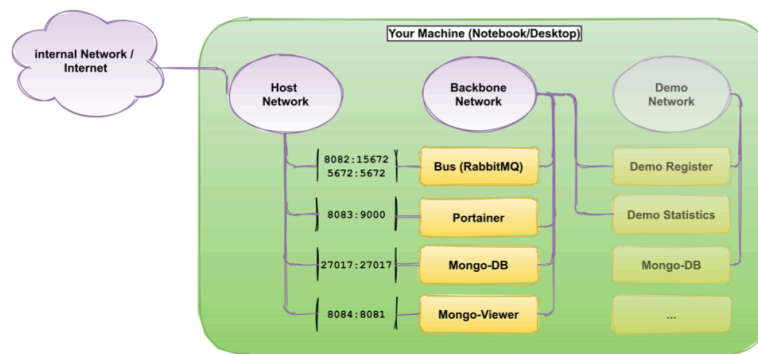 Your Machine (Notebook/Desktop)
internal Network /
Internet
Host
Network
Backbone
Network
Demo
Network
8082:15672
5672:5672
Bus (RabbitMQ)
Demo Register
8083:9000
Portainer
Demo Statistics
27017:27017
Mongo-DB
Mongo-DB
8084:8081
Mongo-Viewer
...